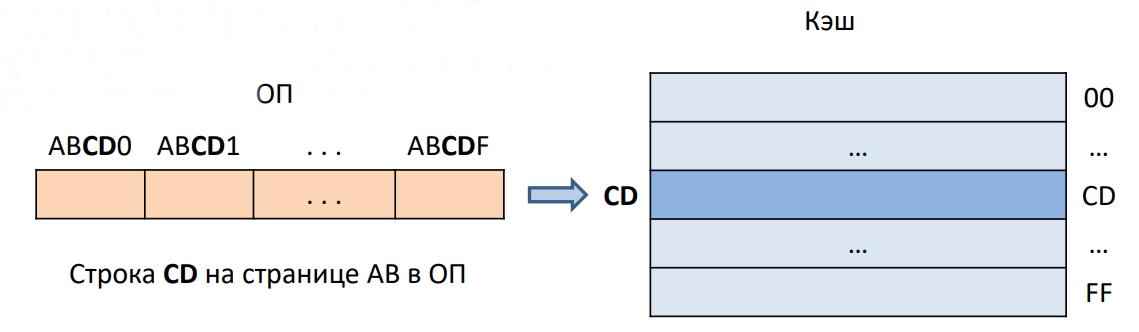 Кэш
ОП
00
ABCD0 ABCD1 . . . ABCDF
... ...
. . . CD CD
Строка CD на странице AB в ОП
... ...
FF